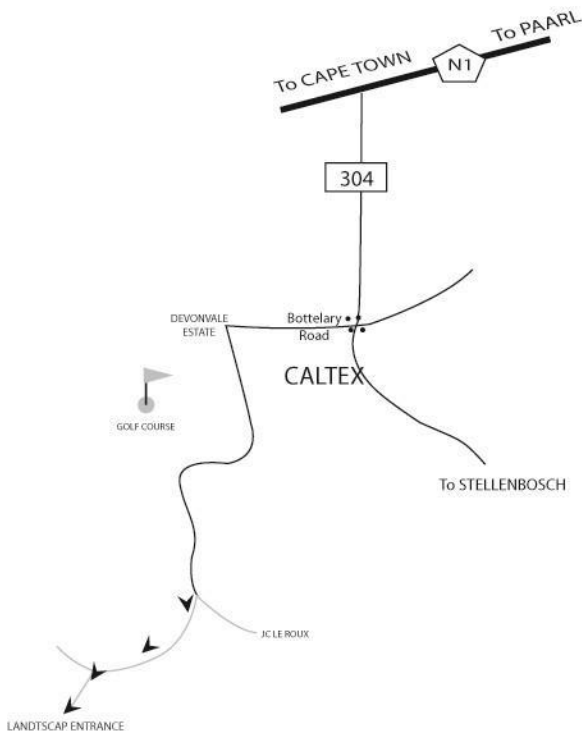 To PAARL
To CAPE TOWN
N1
304
DEVONVALE
ESTATE
Bottelary
Road
CALTEX
GOLF COURSE
To STELLENBOSCH
JC LE ROUX
LANDTSCAP ENTRANCE